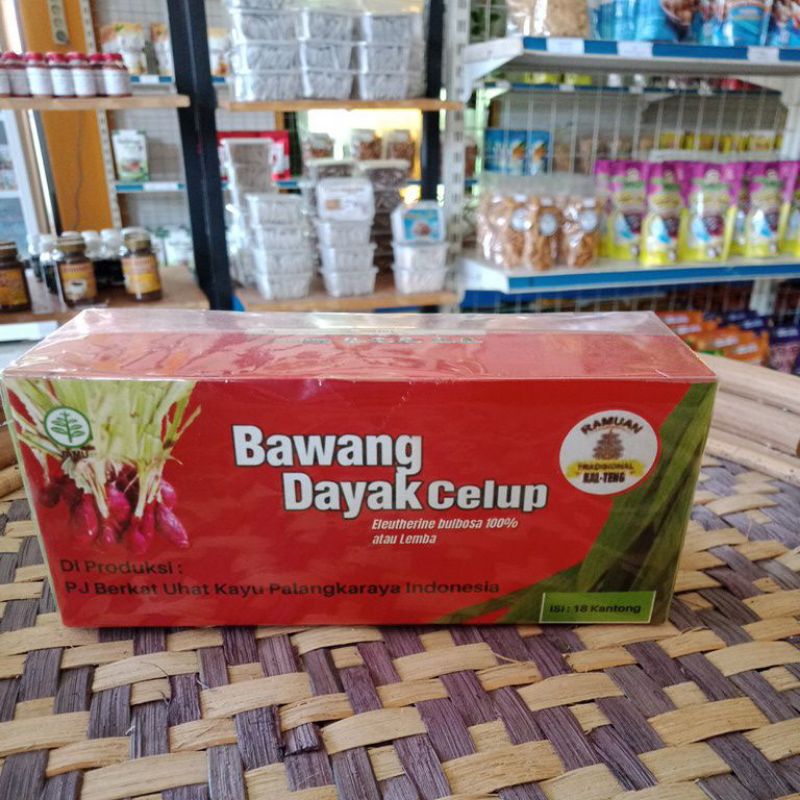 JAMU
Bawang
Dayak Celup
Eleutherine bulbosa 100%
atau Lemba
RAMUAN
TRADISIONAL
KAL-TENG
Di Produksi :
PJ Berkat Uhat Kayu Palangkaraya Indonesia
ISI : 18 Kantong